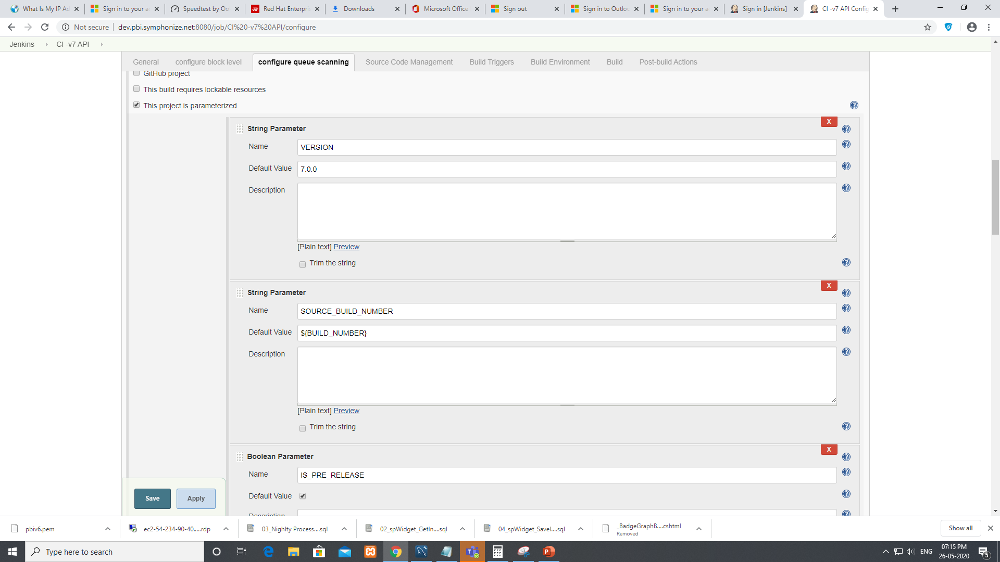 What Is My IP Ad
Sign in to your a
Speedtest by Oo
Red Hat Enterpri
Downloads
Microsoft Office
Sign out
Sign in to Outlo
Sign in to your a
Sign in [Jenkins]
CI -v7 API Config
Not secure
dev.pbi.symphonize.net:8080/job/CI%20-v7%20API/configure
Jenkins
CI -v7 API
General
configure block level
configure queue scanning
Source Code Management
Build Triggers
Build Environment
Build
Post-build Actions
GitHub project
This build requires lockable resources
This project is parameterized
String Parameter
X
Name
VERSION
Default Value
7.0.0
Description
[Plain text] Preview
Trim the string
String Parameter
X
Name
SOURCE_BUILD_NUMBER
Default Value
${BUILD_NUMBER}
Description
[Plain text] Preview
Trim the string
Boolean Parameter
X
Name
IS_PRE_RELEASE
Default Value
Description
Save
Apply
pbiv6.pem
ec2-54-234-90-40.....rdp
03_Nighlty Process....sql
02_spWidget_GetIn....sql
04_spWidget_SaveI....sql
_BadgeGraphB....cshtml
Removed
Show all
Type here to search
ENG
07:15 PM
26-05-2020
5